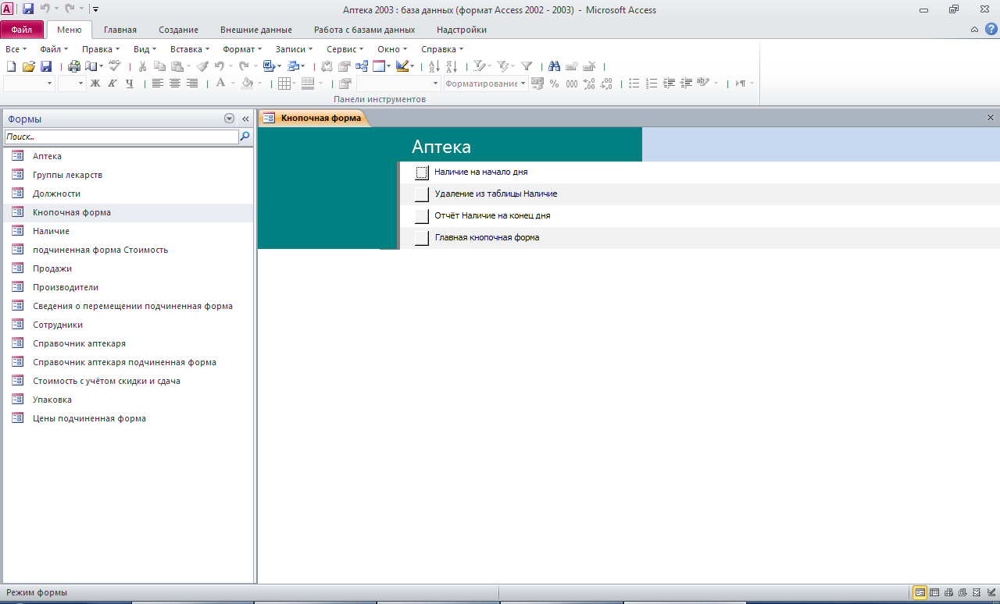 Аптека 2003 : база данных (формат Access 2002 - 2003) - Microsoft Access
Файл Меню Главная Создание Внешние данные Работа с базами данных Надстройки
Все Файл Правка Вид Вставка Формат Записи Сервис Окно Справка
Ж К Ч А Форматирование % 000
Панели инструментов
Формы
Поиск...
Аптека
Группы лекарств
Должности
Кнопочная форма
Наличие
подчиненная форма Стоимость
Продажи
Производители
Сведения о перемещении подчиненная форма
Сотрудники
Справочник аптекаря
Справочник аптекаря подчиненная форма
Стоимость с учётом скидки и сдача
Упаковка
Цены подчиненная форма
Кнопочная форма
Аптека
Наличие на начало дня
Удаление из таблицы Наличие
Отчёт Наличие на конец дня
Главная кнопочная форма
Режим формы